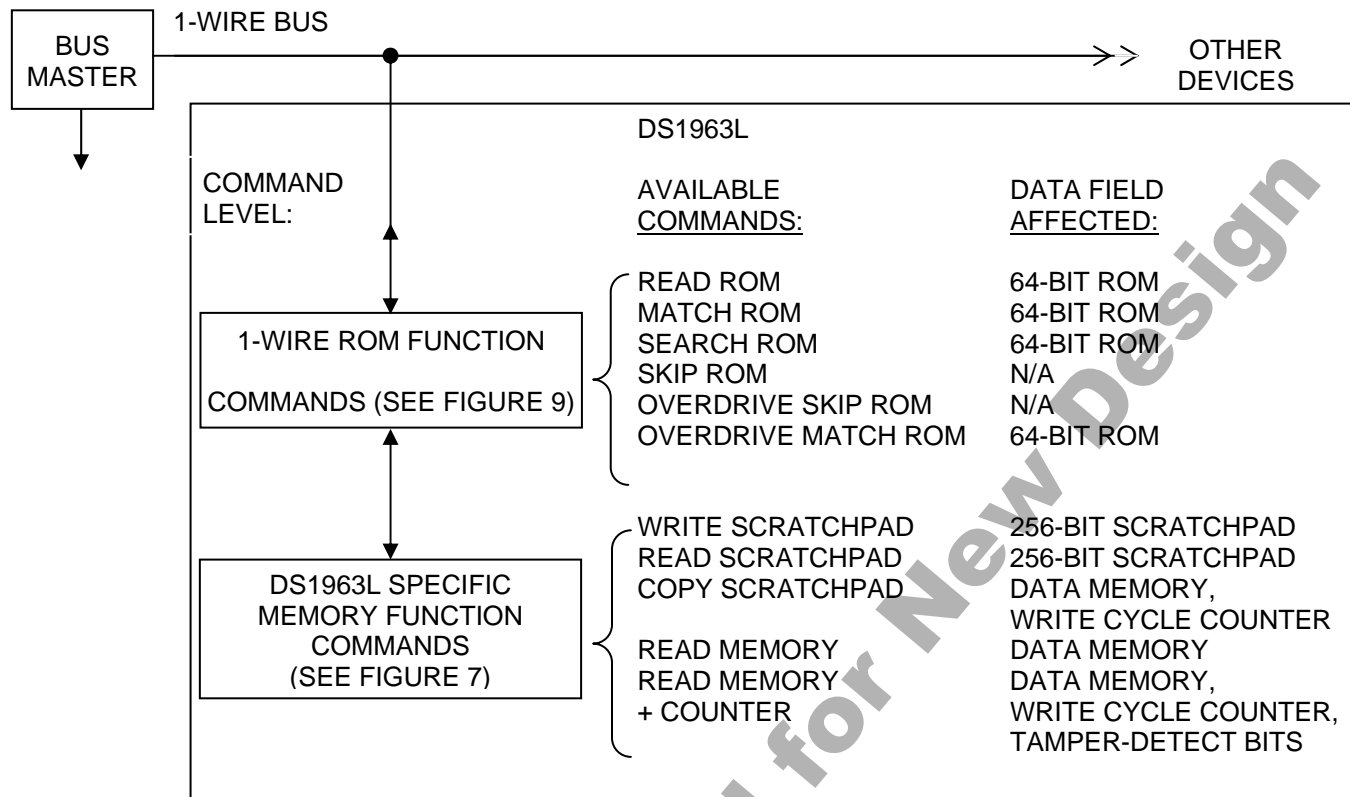 1-WIRE BUS
BUS
MASTER
OTHER
DEVICES
DS1963L
COMMAND
LEVEL:
AVAILABLE
COMMANDS:
DATA FIELD
AFFECTED:
1-WIRE ROM FUNCTION
COMMANDS (SEE FIGURE 9)
READ ROM 64-BIT ROM
MATCH ROM 64-BIT ROM
SEARCH ROM 64-BIT ROM
SKIP ROM N/A
OVERDRIVE SKIP ROM N/A
OVERDRIVE MATCH ROM 64-BIT ROM
DS1963L SPECIFIC
MEMORY FUNCTION
COMMANDS
(SEE FIGURE 7)
WRITE SCRATCHPAD 256-BIT SCRATCHPAD
READ SCRATCHPAD 256-BIT SCRATCHPAD
COPY SCRATCHPAD DATA MEMORY,
WRITE CYCLE COUNTER
READ MEMORY DATA MEMORY
READ MEMORY DATA MEMORY,
+ COUNTER WRITE CYCLE COUNTER,
TAMPER-DETECT BITS
for New Design